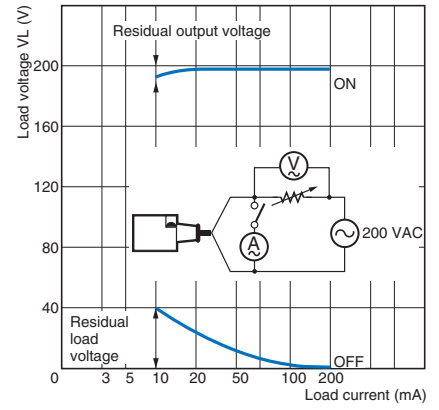 Load voltage VL (V)
Residual output voltage
200
ON
160
120
V
200 VAC
A
80
40
Residual
load
voltage
OFF
0
3 5 10 20 50 100 200
Load current (mA)